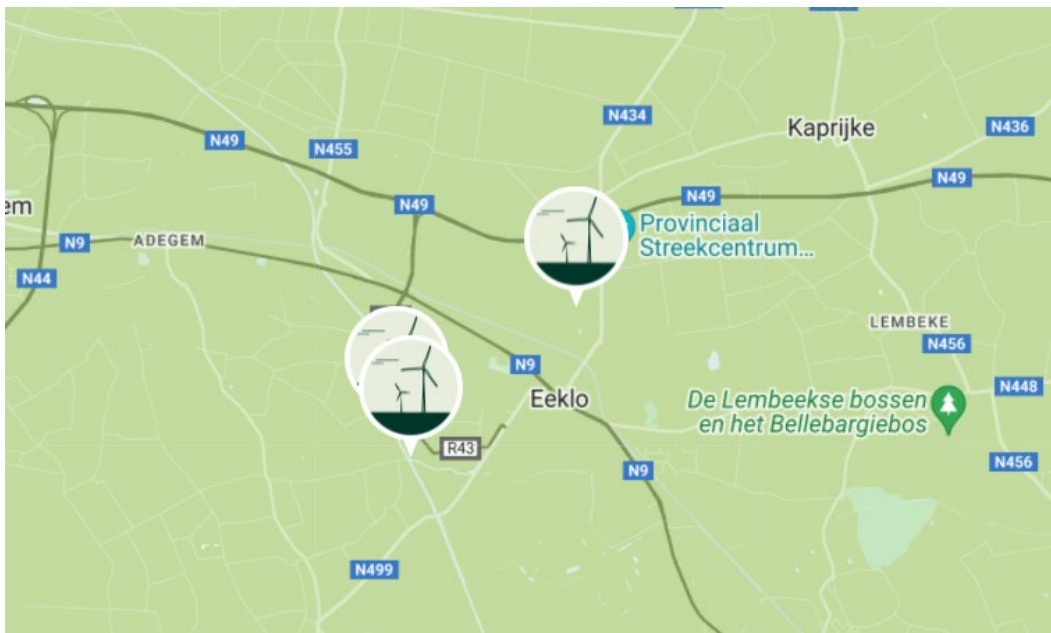 N434
Kaprijke
N436
N49
N455
N49
N49
em
N49
Provinciaal
Streekcentrum...
N9
ADEGEM
N44
LEMBEKE
N456
N9
N448
Eeklo
De Lembeekse bossen
en het Bellebargiebos
R43
N9
N456
N499